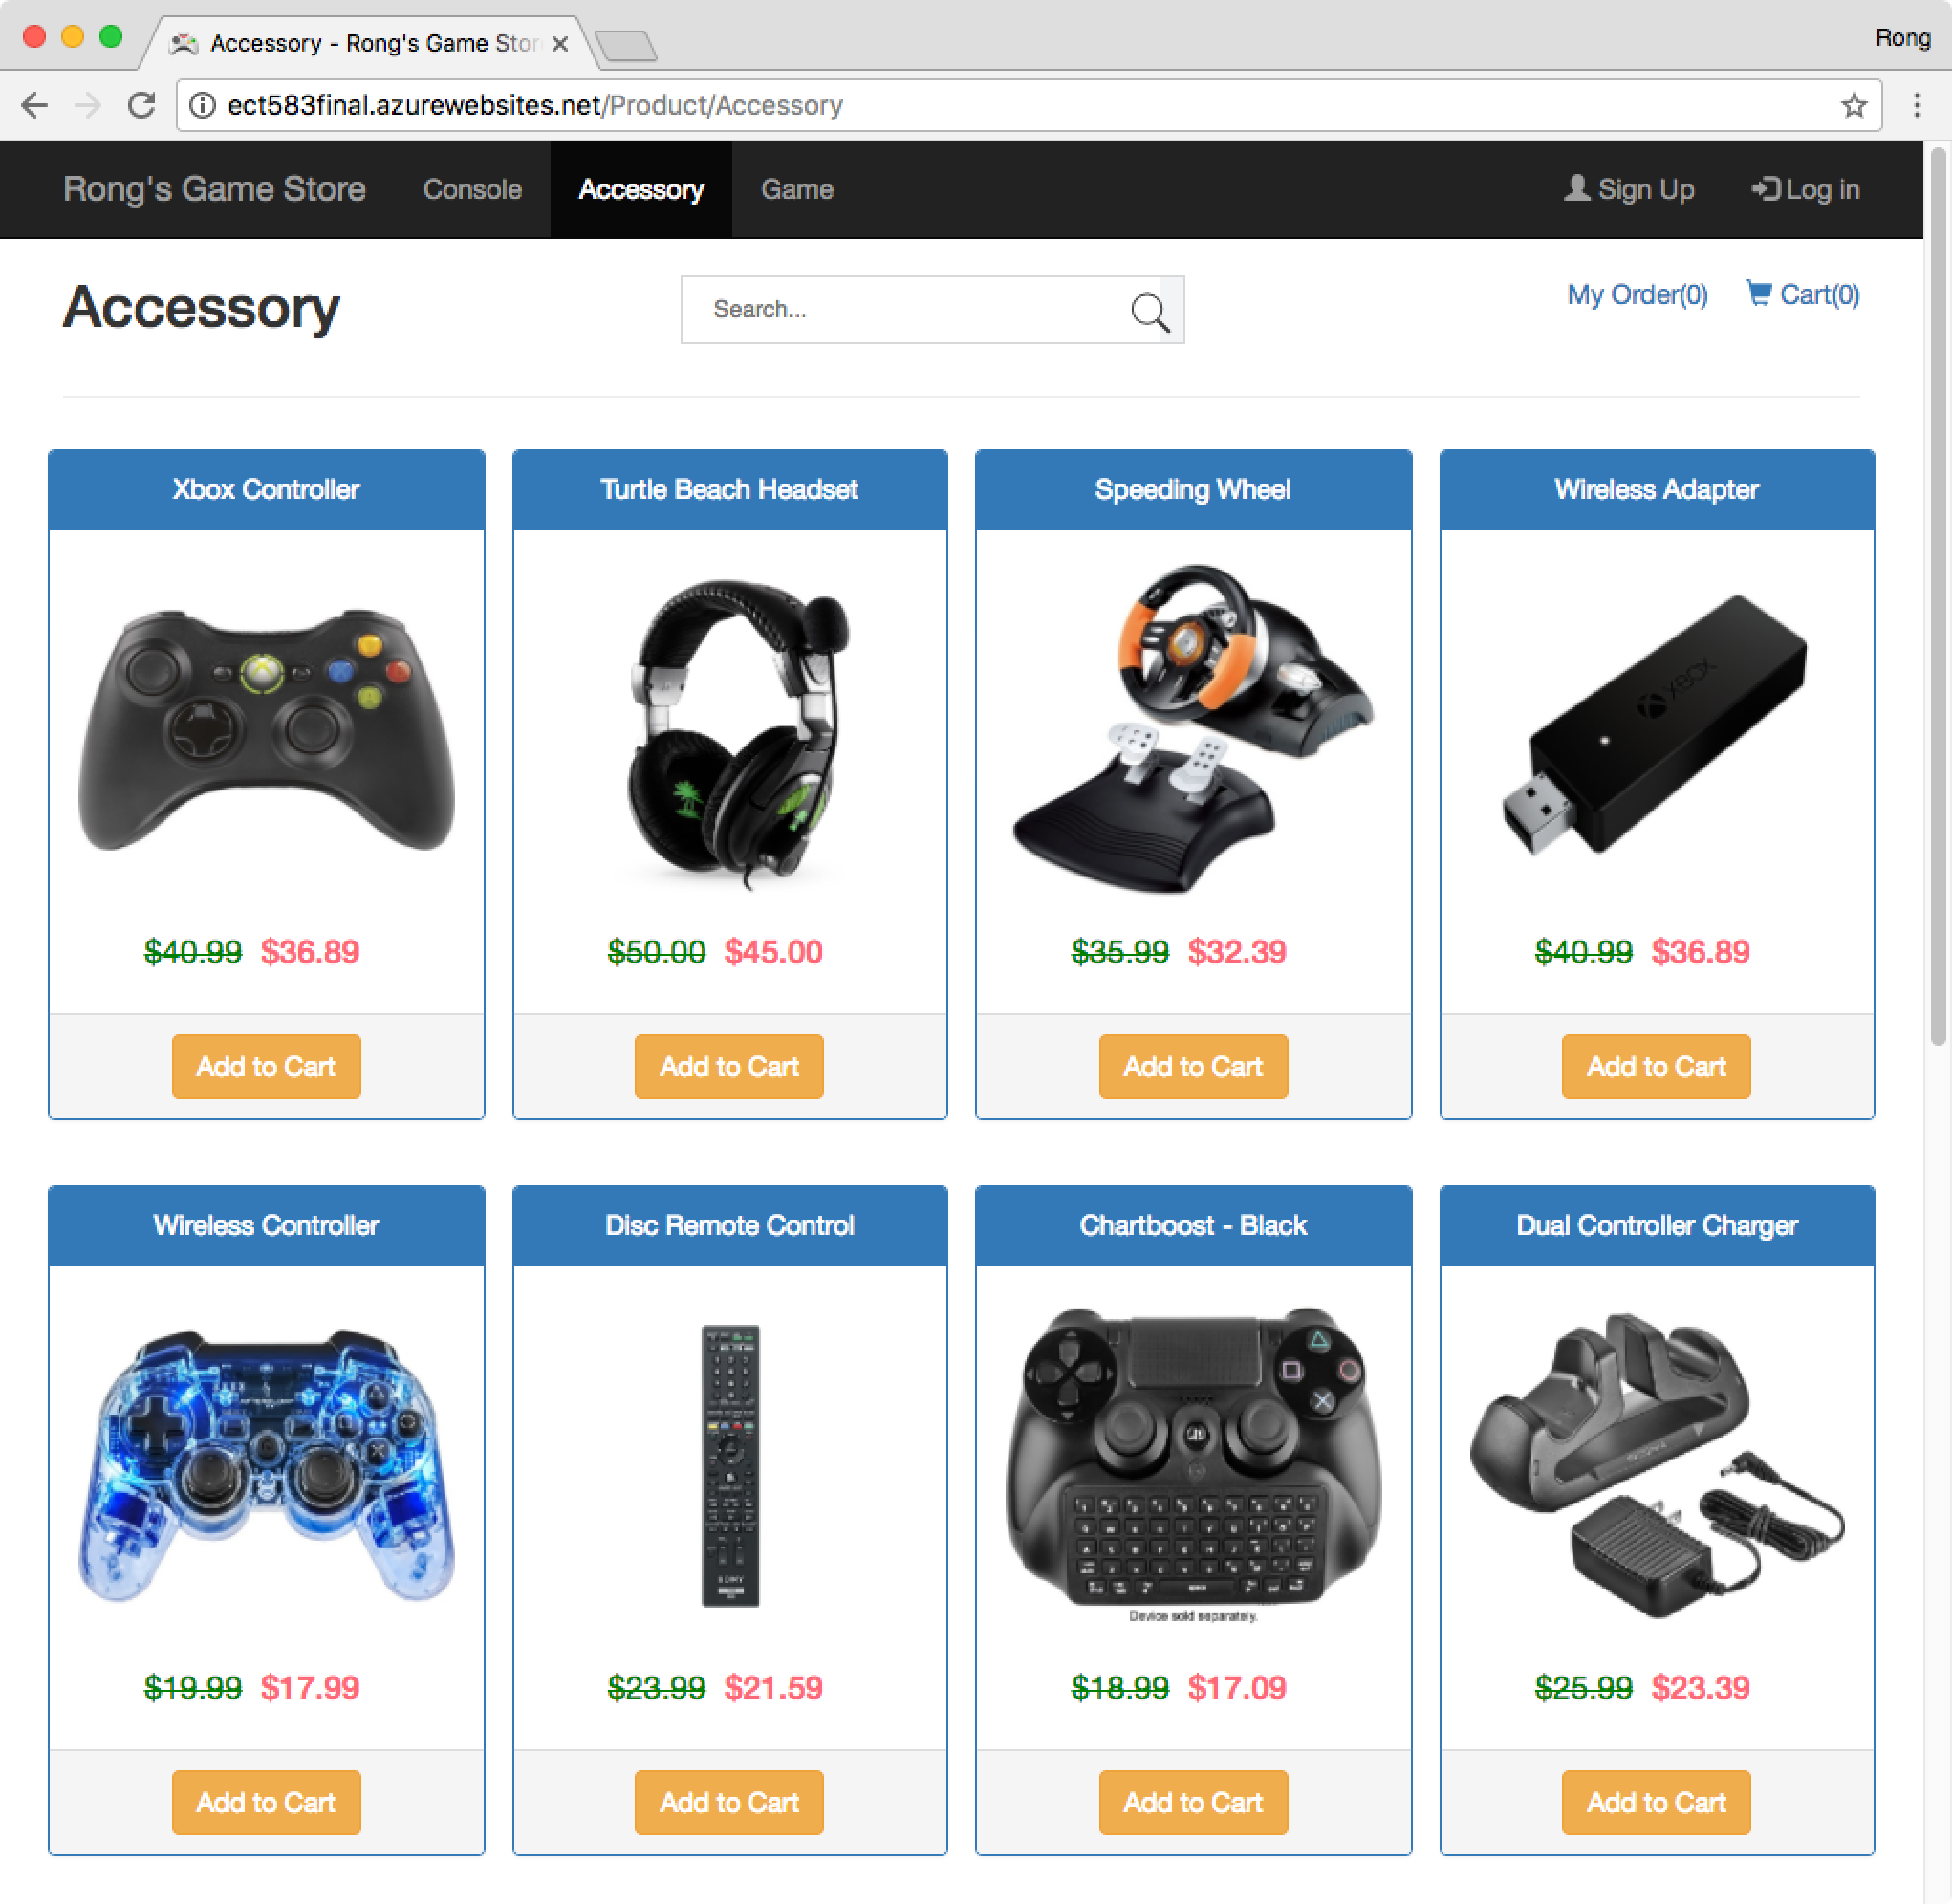 Accessory - Rong's Game Stor
Rong
ect583final.azurewebsites.net/Product/Accessory
Rong's Game Store Console Accessory Game Sign Up Log in
Accessory Search... My Order(0) Cart(0)
Xbox Controller Turtle Beach Headset Speeding Wheel Wireless Adapter
XBOX
$40.99 $36.89 $50.00 $45.00 $35.99 $32.39 $40.99 $36.89
Add to Cart Add to Cart Add to Cart Add to Cart
Wireless Controller Disc Remote Control Chartboost - Black Dual Controller Charger
SONY
Device sold separately.
$19.99 $17.99 $23.99 $21.59 $18.99 $17.09 $25.99 $23.39
Add to Cart Add to Cart Add to Cart Add to Cart